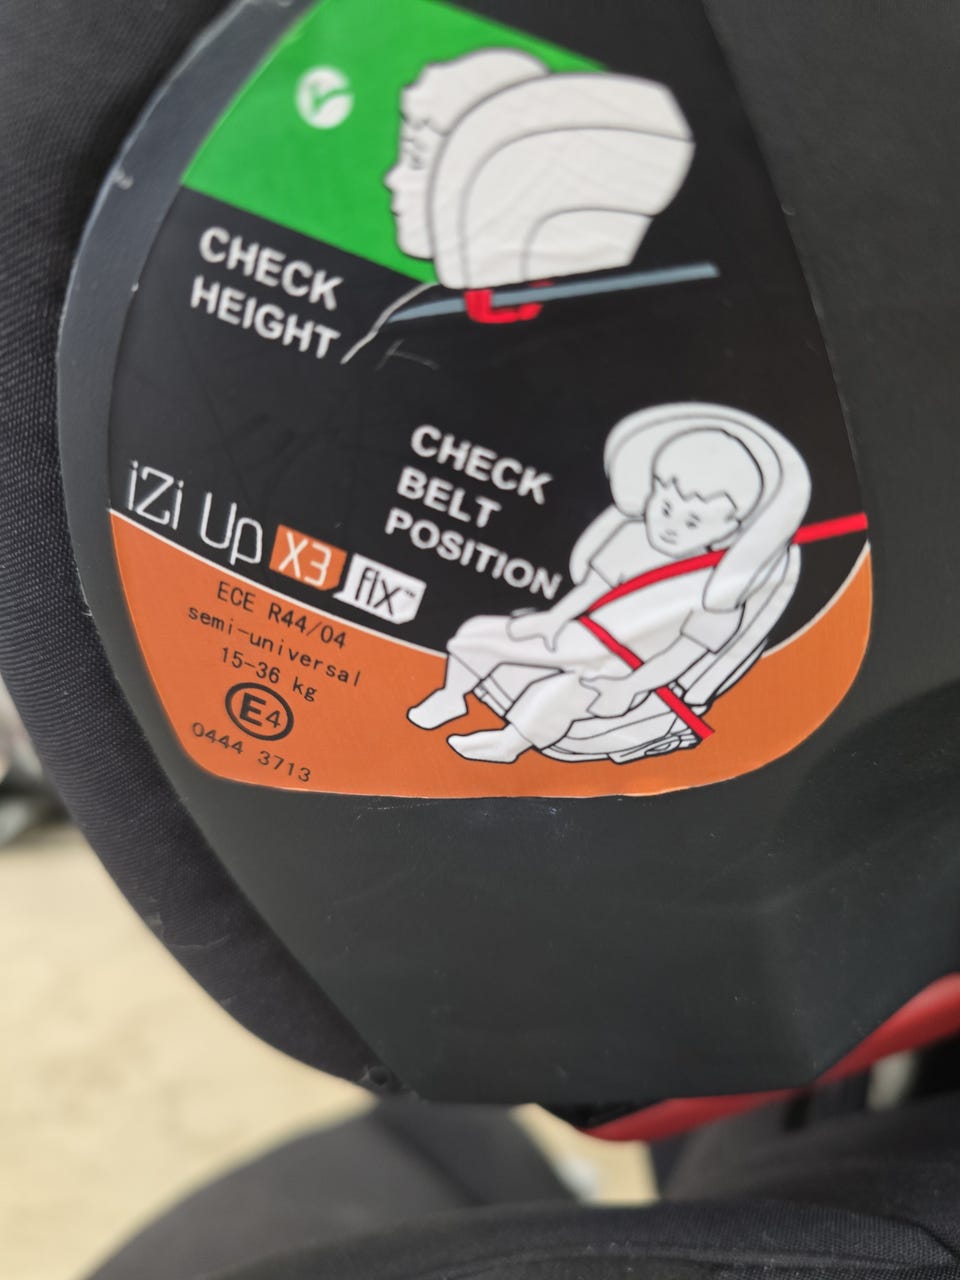 CHECK
HEIGHT
CHECK
BELT
POSITION
iZi Up X3 fix™
ECE R44/04
semi-universal
15-36 kg
E4
0444 3713